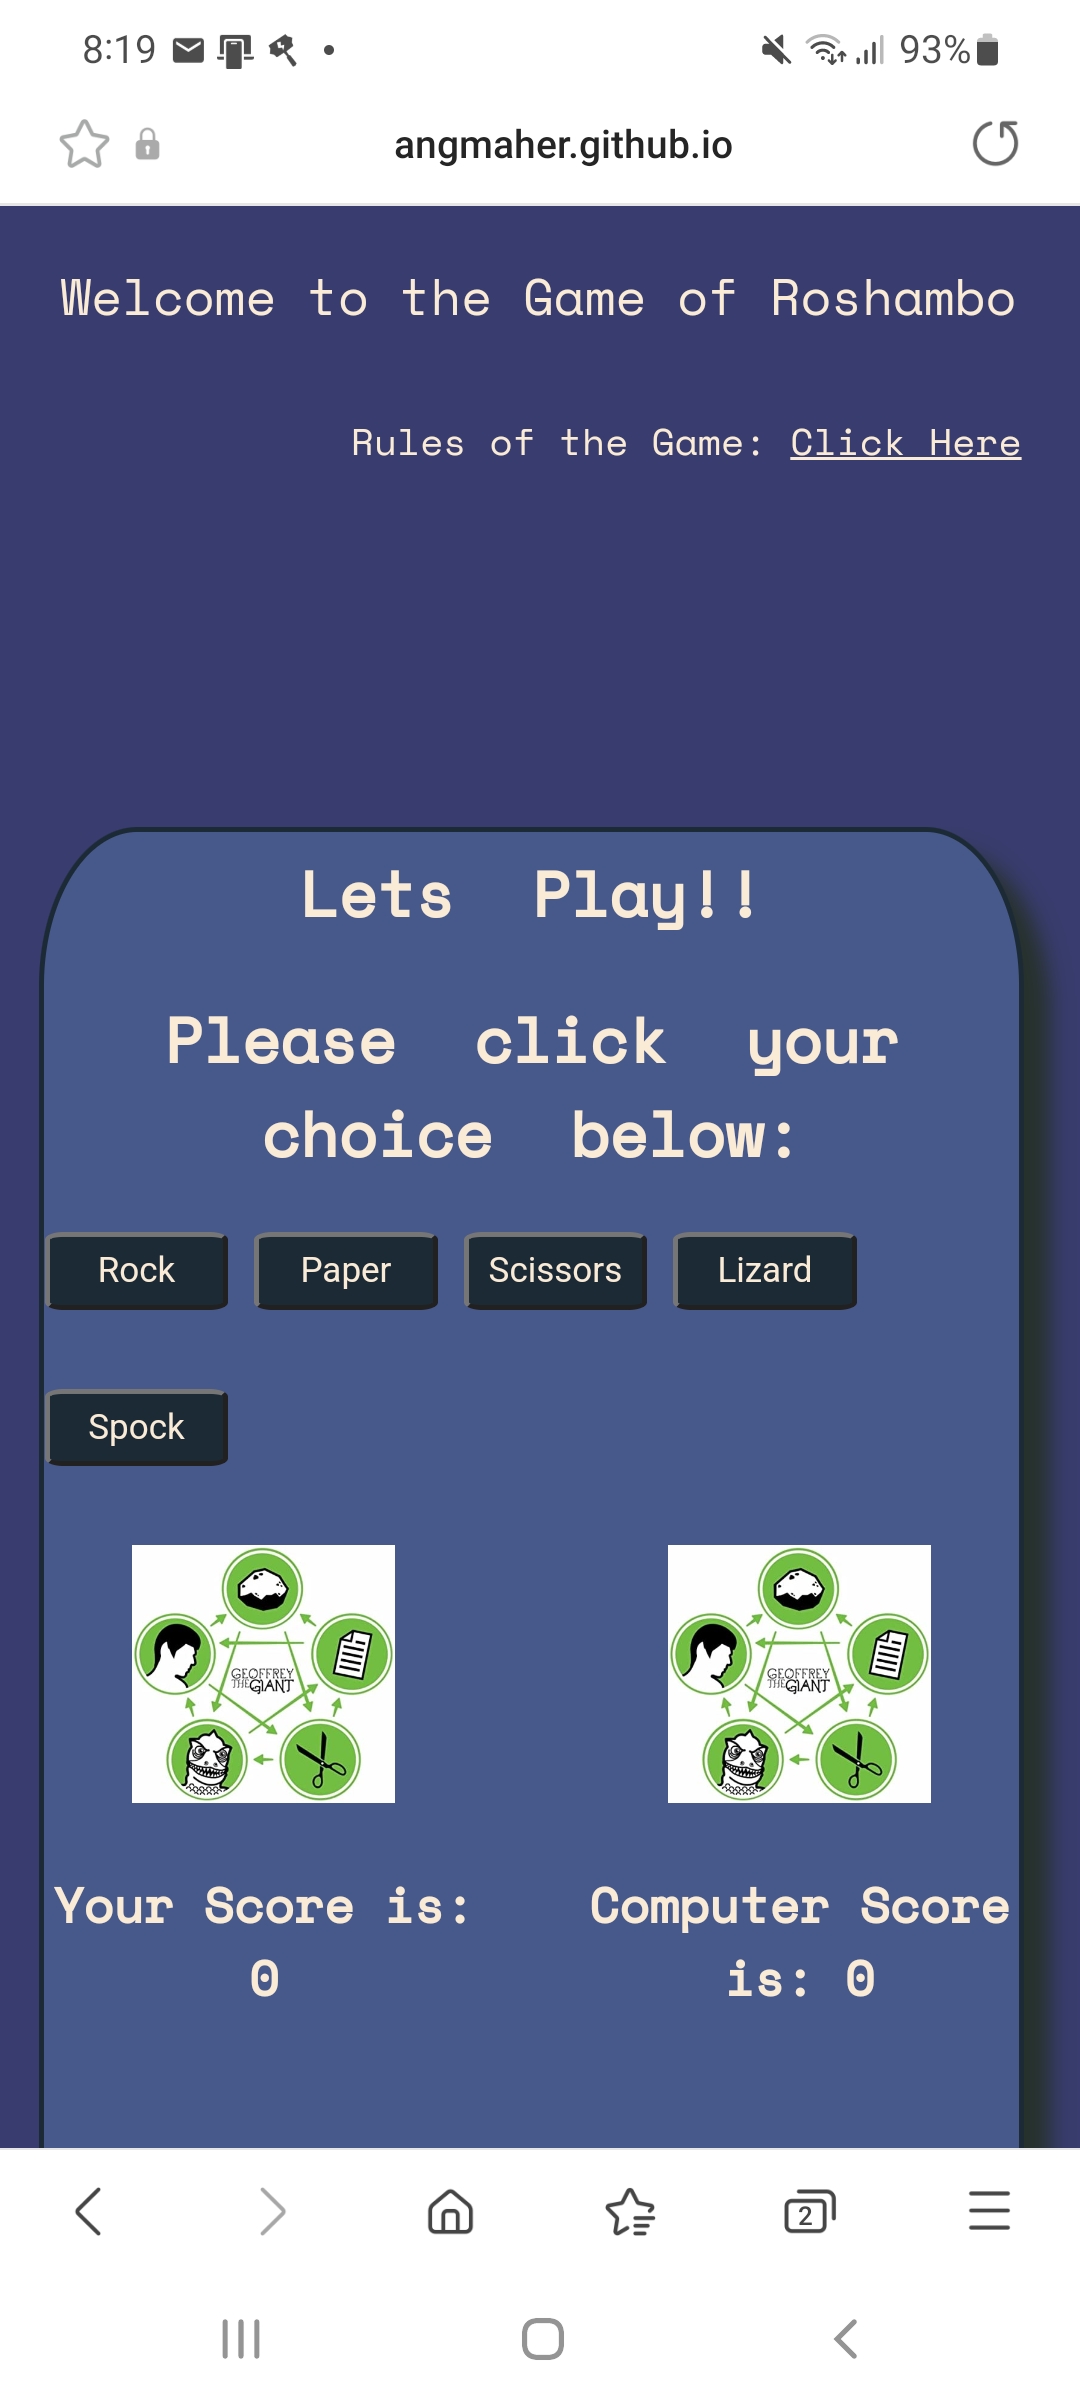 8:19
93%
angmaher.github.io
Welcome to the Game of Roshambo
Rules of the Game: Click Here
Lets Play!!
Please click your
choice below:
Rock Paper Scissors Lizard
Spock
GEOFFREY
THE GIANT
GEOFFREY
THE GIANT
Your Score is:
0
Computer Score
is: 0
2